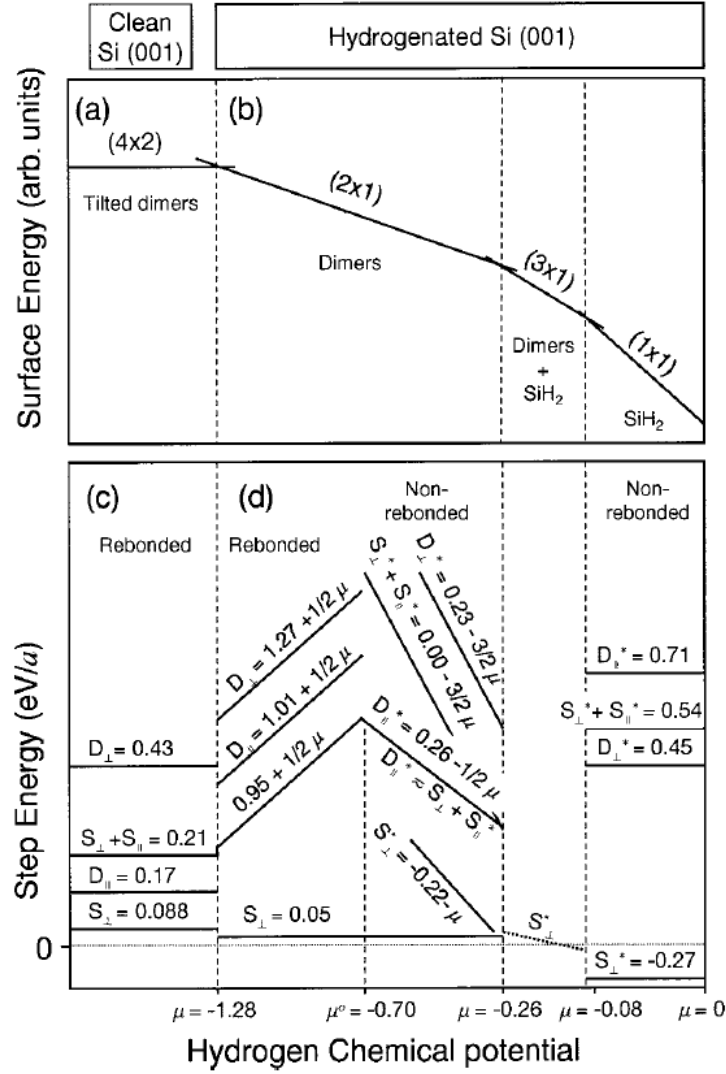 Clean
Si (001)
Hydrogenated Si (001)
Surface Energy (arb. units)
(a)
(b)
(4x2)
(2x1)
(3x1)
(1x1)
Tilted dimers
Dimers
Dimers
+
SiH₂
SiH₂
Step Energy (eV/a)
(c)
(d)
Rebonded
Rebonded
Non-
rebonded
Non-
rebonded
D⊥ = 1.27 +1/2 μ
D∥ = 1.01 + 1/2 μ
0.95 + 1/2 μ
S⊥* + S∥* = 0.00 - 3/2 μ
D⊥* = 0.23 - 3/2 μ
D∥* = 0.26 -1/2 μ
D∥* ≈ S⊥ + S∥*
S⊥* = -0.22- μ
D⊥ = 0.43
S⊥ +S∥ = 0.21
D∥ = 0.17
S⊥ = 0.088
S⊥ = 0.05
S⊥*
D∥* = 0.71
S⊥* + S∥* = 0.54
D⊥* = 0.45
S⊥* = -0.27
0
μ = -1.28
μᵒ = -0.70
μ = -0.26
μ = -0.08
μ = 0
Hydrogen Chemical potential